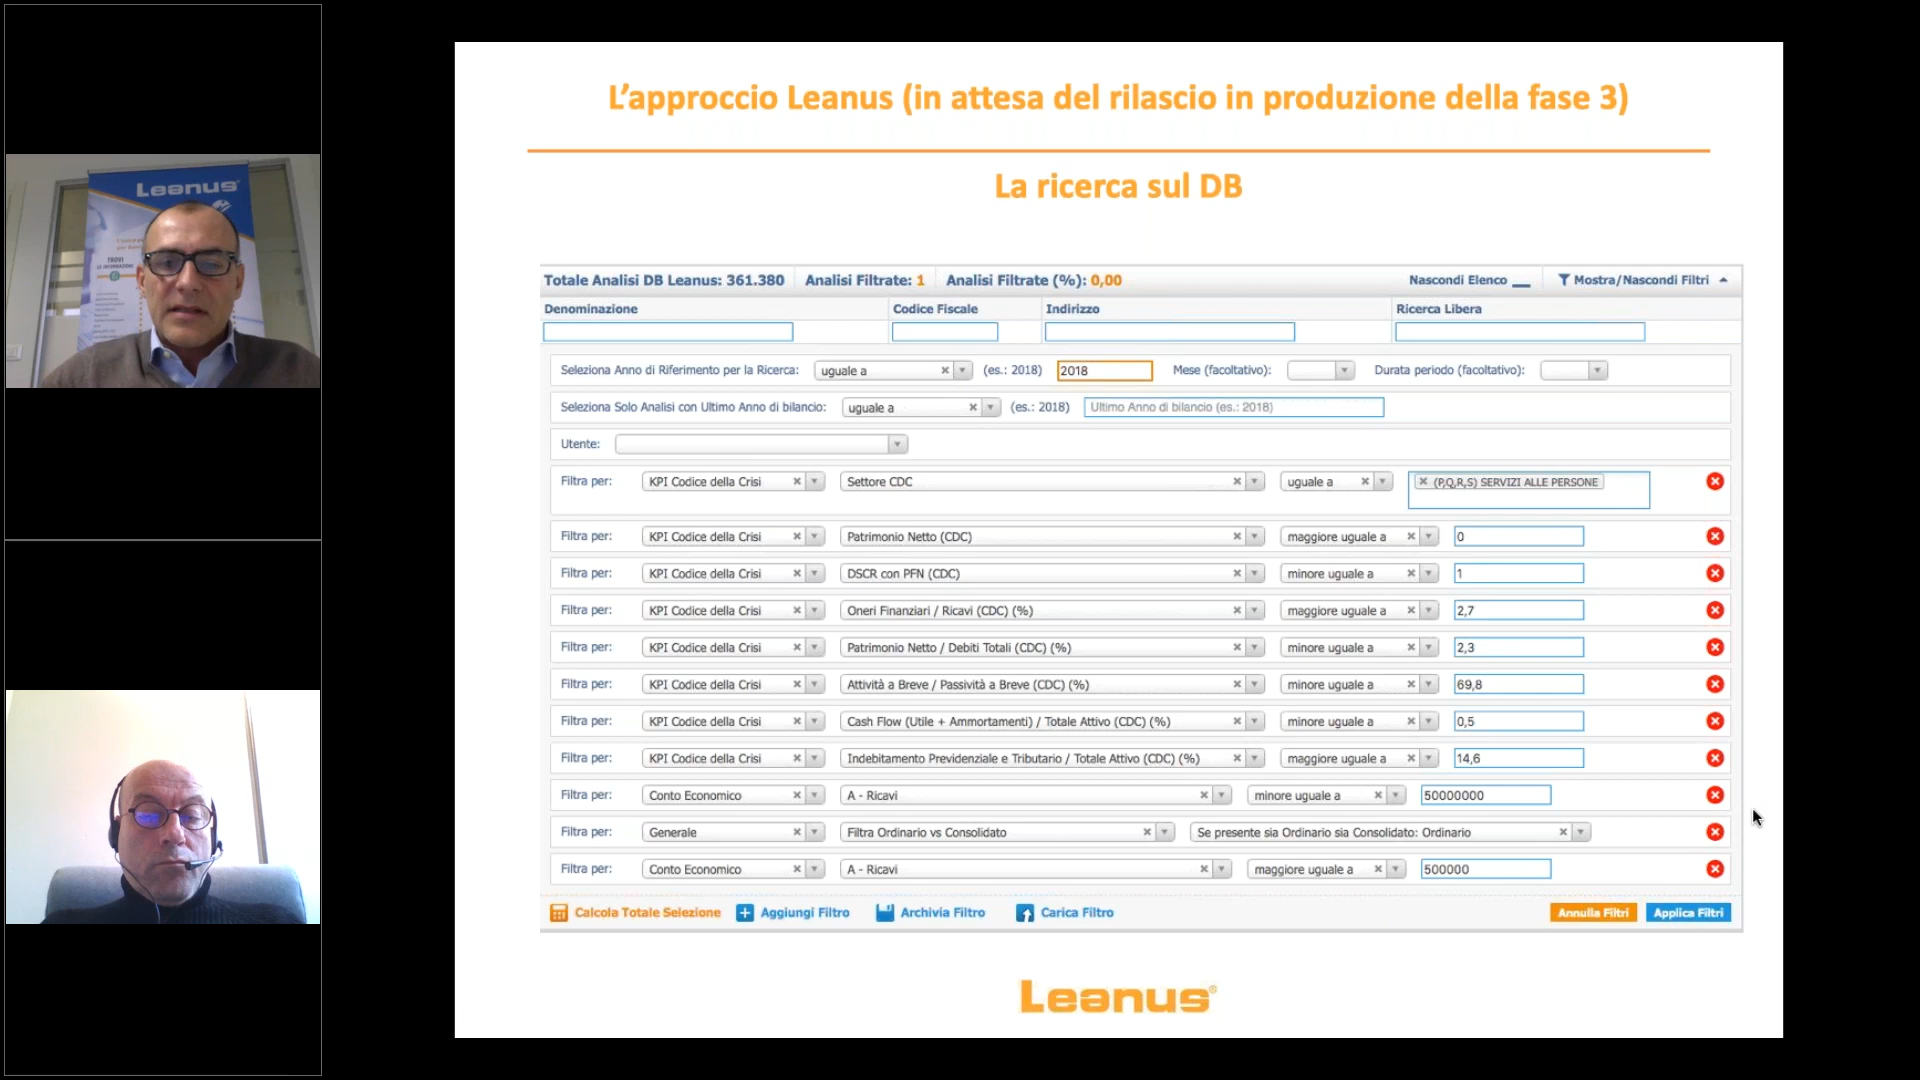 Leanus
TROVI
L'approccio Leanus (in attesa del rilascio in produzione della fase 3)
La ricerca sul DB
Totale Analisi DB Leanus: 361.380 Analisi Filtrate: 1 Analisi Filtrate (%): 0,00 Nascondi Elenco Mostra/Nascondi Filtri
Denominazione Codice Fiscale Indirizzo Ricerca Libera
Seleziona Anno di Riferimento per la Ricerca: uguale a (es.: 2018) 2018 Mese (facoltativo): Durata periodo (facoltativo):
Seleziona Solo Analisi con Ultimo Anno di bilancio: uguale a (es.: 2018) Ultimo Anno di bilancio (es.: 2018)
Utente:
Filtra per: KPI Codice della Crisi Settore CDC uguale a (P,Q,R,S) SERVIZI ALLE PERSONE
Filtra per: KPI Codice della Crisi Patrimonio Netto (CDC) maggiore uguale a 0
Filtra per: KPI Codice della Crisi DSCR con PFN (CDC) minore uguale a 1
Filtra per: KPI Codice della Crisi Oneri Finanziari / Ricavi (CDC) (%) maggiore uguale a 2,7
Filtra per: KPI Codice della Crisi Patrimonio Netto / Debiti Totali (CDC) (%) minore uguale a 2,3
Filtra per: KPI Codice della Crisi Attività a Breve / Passività a Breve (CDC) (%) minore uguale a 69,8
Filtra per: KPI Codice della Crisi Cash Flow (Utile + Ammortamenti) / Totale Attivo (CDC) (%) minore uguale a 0,5
Filtra per: KPI Codice della Crisi Indebitamento Previdenziale e Tributario / Totale Attivo (CDC) (%) maggiore uguale a 14,6
Filtra per: Conto Economico A - Ricavi minore uguale a 50000000
Filtra per: Generale Filtra Ordinario vs Consolidato Se presente sia Ordinario sia Consolidato: Ordinario
Filtra per: Conto Economico A - Ricavi maggiore uguale a 500000
Calcola Totale Selezione Aggiungi Filtro Archivia Filtro Carica Filtro Annulla Filtri Applica Filtri
Leanus®